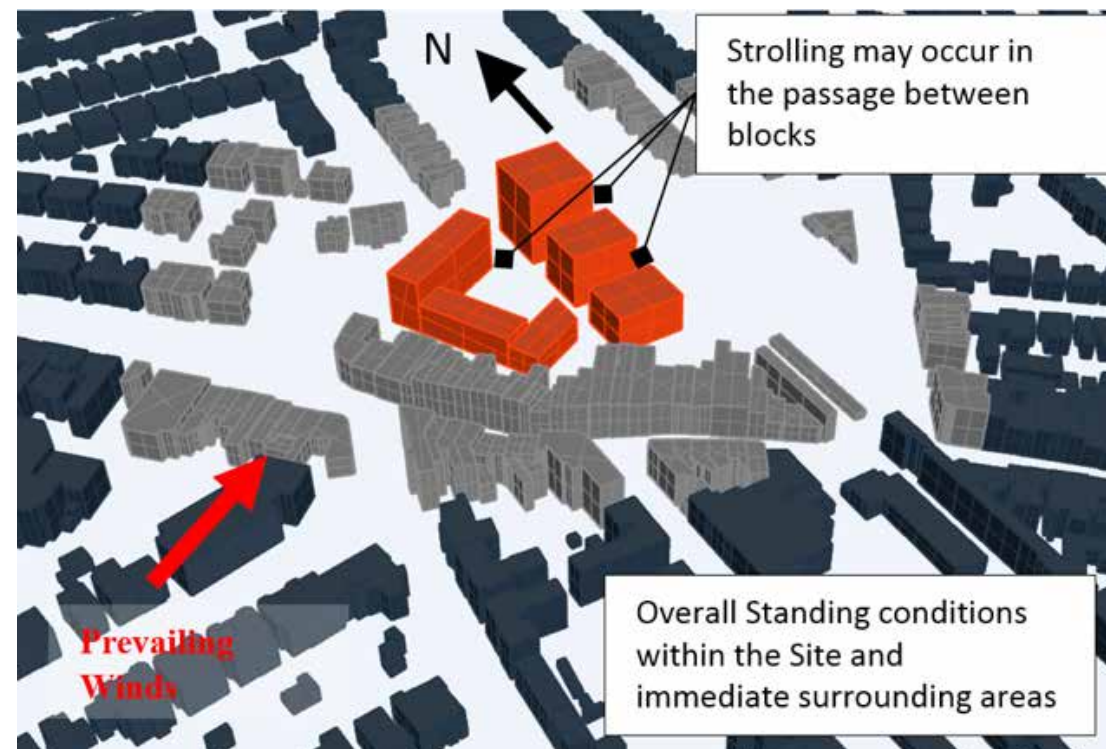 N
Strolling may occur in
the passage between
blocks
Prevailing
Winds
Overall Standing conditions
within the Site and
immediate surrounding areas